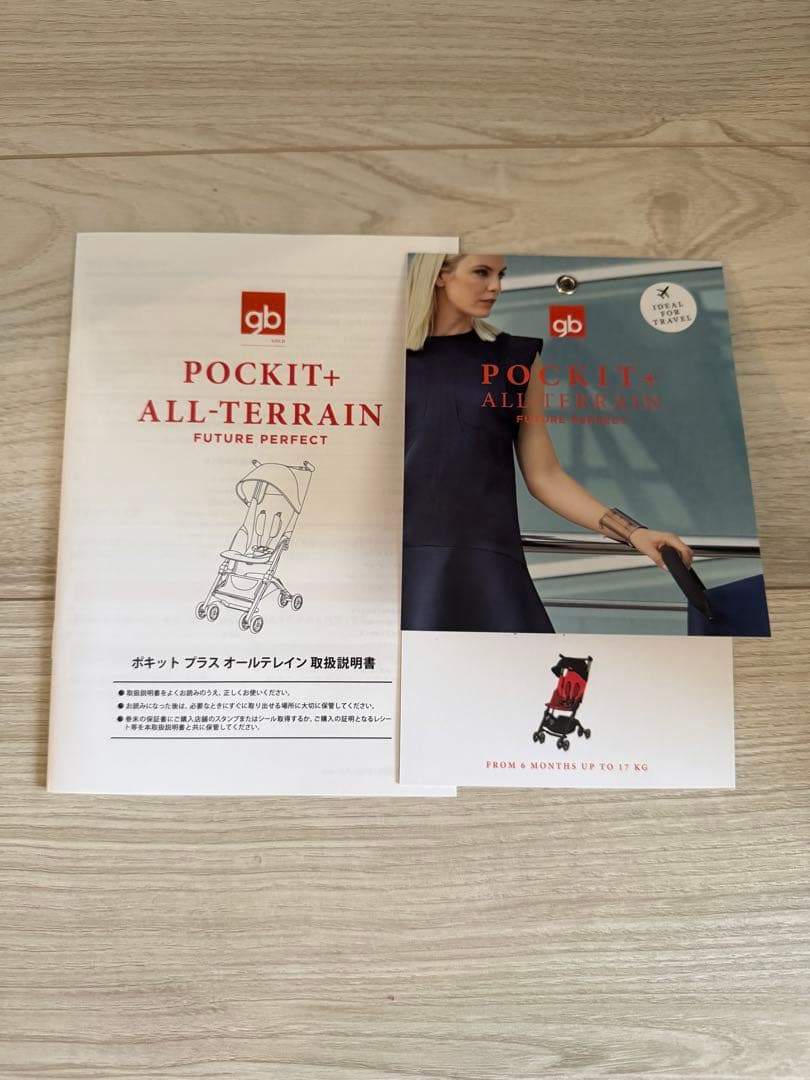 gb
GOLD
POCKIT+
ALL-TERRAIN
FUTURE PERFECT
ポキット プラス オールテレイン 取扱説明書
●取扱説明書をよくお読みのうえ、正しくお使いください。
●お読みになった後は、必要なときにすぐに取り出せる場所に大切に保管してください。
●巻末の保証書にご購入店舗のスタンプまたはシール取得するか、ご購入の証明となるレシー
ト等を本取扱説明書と共に保管してください。
gb
IDEAL
FOR
TRAVEL
POCKIT+
ALL-TERRAIN
FUTURE PERFECT
FROM 6 MONTHS UP TO 17 KG